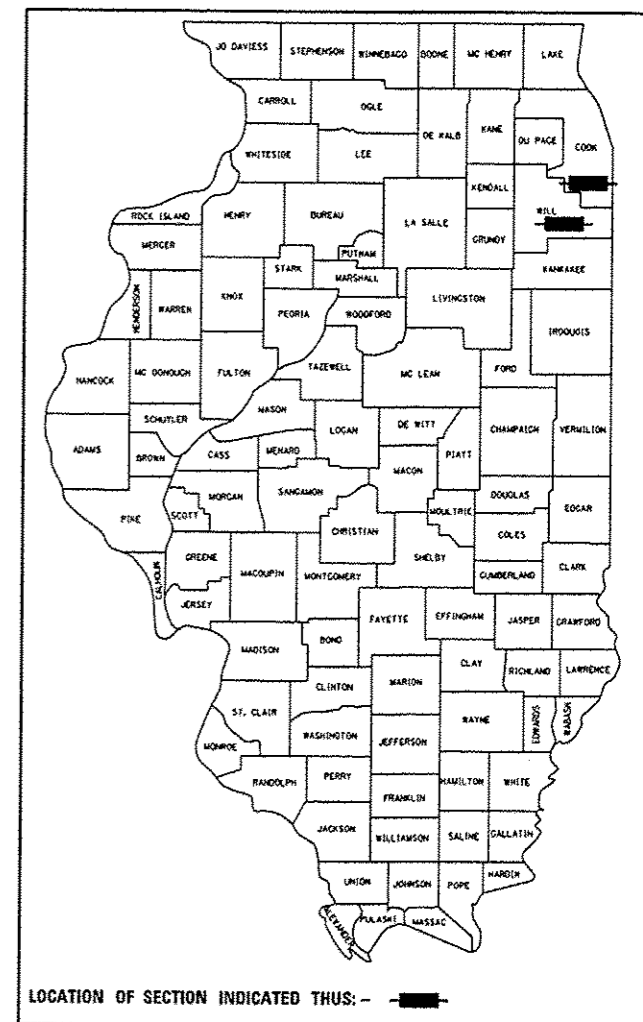 JO DAVIESS STEPHENSON WINNEBAGO BOONE MC HENRY LAKE
CARROLL OGLE DE KALB KANE DU PAGE COOK
WHITESIDE LEE KENDALL WILL
ROCK ISLAND HENRY BUREAU LA SALLE GRUNDY
MERCER PUTNAM KANKAKEE
STARK MARSHALL
HENDERSON WARREN KNOX PEORIA WOODFORD LIVINGSTON IROQUOIS
HANCOCK MC DONOUGH FULTON TAZEWELL MC LEAN FORD
SCHUYLER MASON LOGAN DE WITT CHAMPAIGN VERMILION
ADAMS BROWN CASS MENARD MACON PIATT
MORGAN SANGAMON DOUGLAS EDGAR
PIKE SCOTT CHRISTIAN MOULTRIE COLES
GREENE MACOUPIN MONTGOMERY SHELBY CUMBERLAND CLARK
CALHOUN JERSEY
FAYETTE EFFINGHAM JASPER CRAWFORD
MADISON BOND CLAY RICHLAND LAWRENCE
CLINTON MARION
ST. CLAIR WASHINGTON JEFFERSON WAYNE EDWARDS WABASH
MONROE
RANDOLPH PERRY FRANKLIN HAMILTON WHITE
JACKSON WILLIAMSON SALINE GALLATIN
UNION JOHNSON POPE HARDIN
ALEXANDER PULASKI MASSAC
LOCATION OF SECTION INDICATED THUS: -